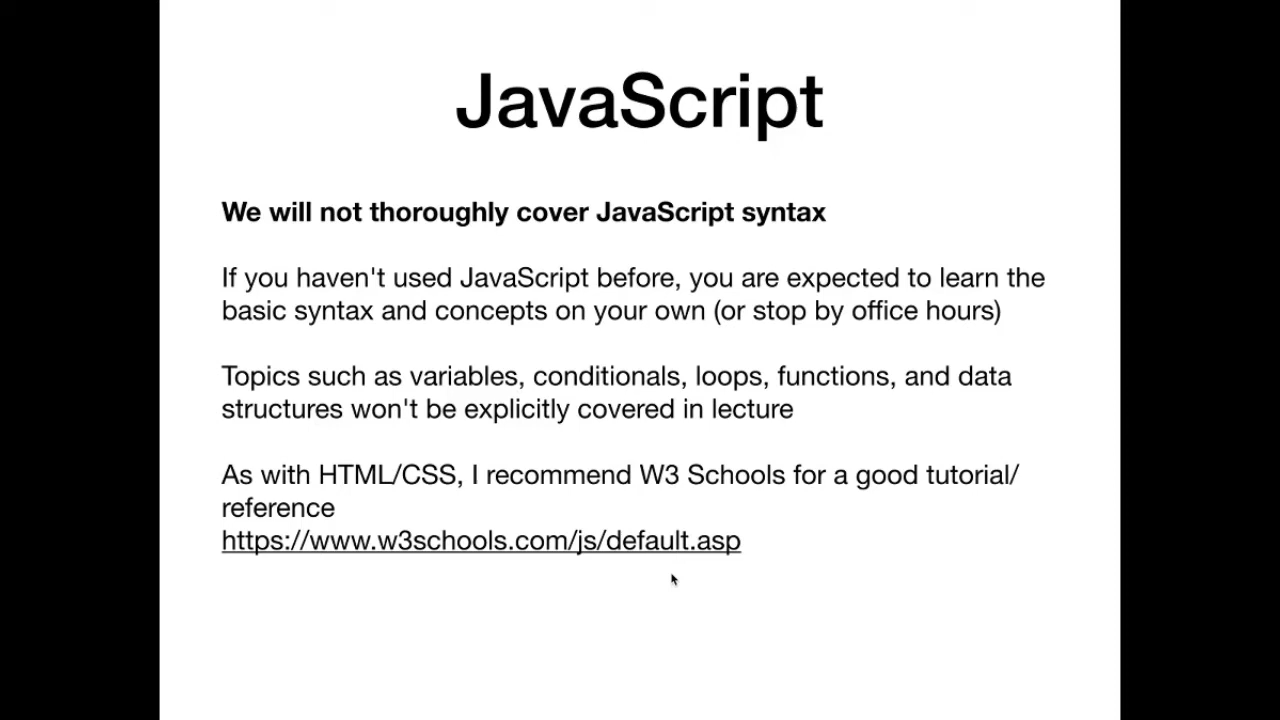 JavaScript
We will not thoroughly cover JavaScript syntax
If you haven't used JavaScript before, you are expected to learn the
basic syntax and concepts on your own (or stop by office hours)
Topics such as variables, conditionals, loops, functions, and data
structures won't be explicitly covered in lecture
As with HTML/CSS, I recommend W3 Schools for a good tutorial/
reference
https://www.w3schools.com/js/default.asp